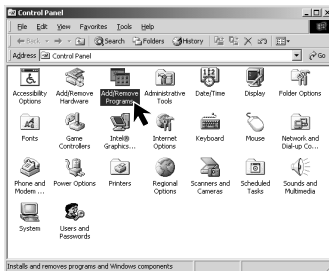 Control Panel
File Edit View Favorites Tools Help
Back Search Folders History
Address Control Panel Go
Accessibility Options
Add/Remove Hardware
Add/Remove Programs
Administrative Tools
Date/Time
Display
Folder Options
Fonts
Game Controllers
Intel® Graphics...
Internet Options
Keyboard
Mouse
Network and Dial-up Co...
Phone and Modem ...
Power Options
Printers
Regional Options
Scanners and Cameras
Scheduled Tasks
Sounds and Multimedia
System
Users and Passwords
Installs and removes programs and Windows components